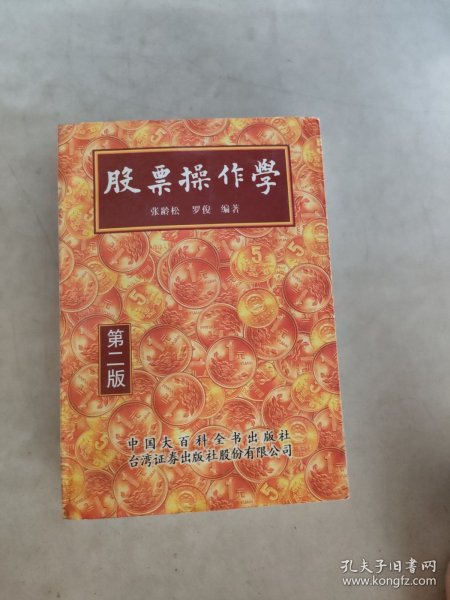 股票操作學
张龄松 罗俊 编著
第二版
中国大百科全书出版社
台湾证券出版社股份有限公司
孔夫子旧书网
www.kongfz.com